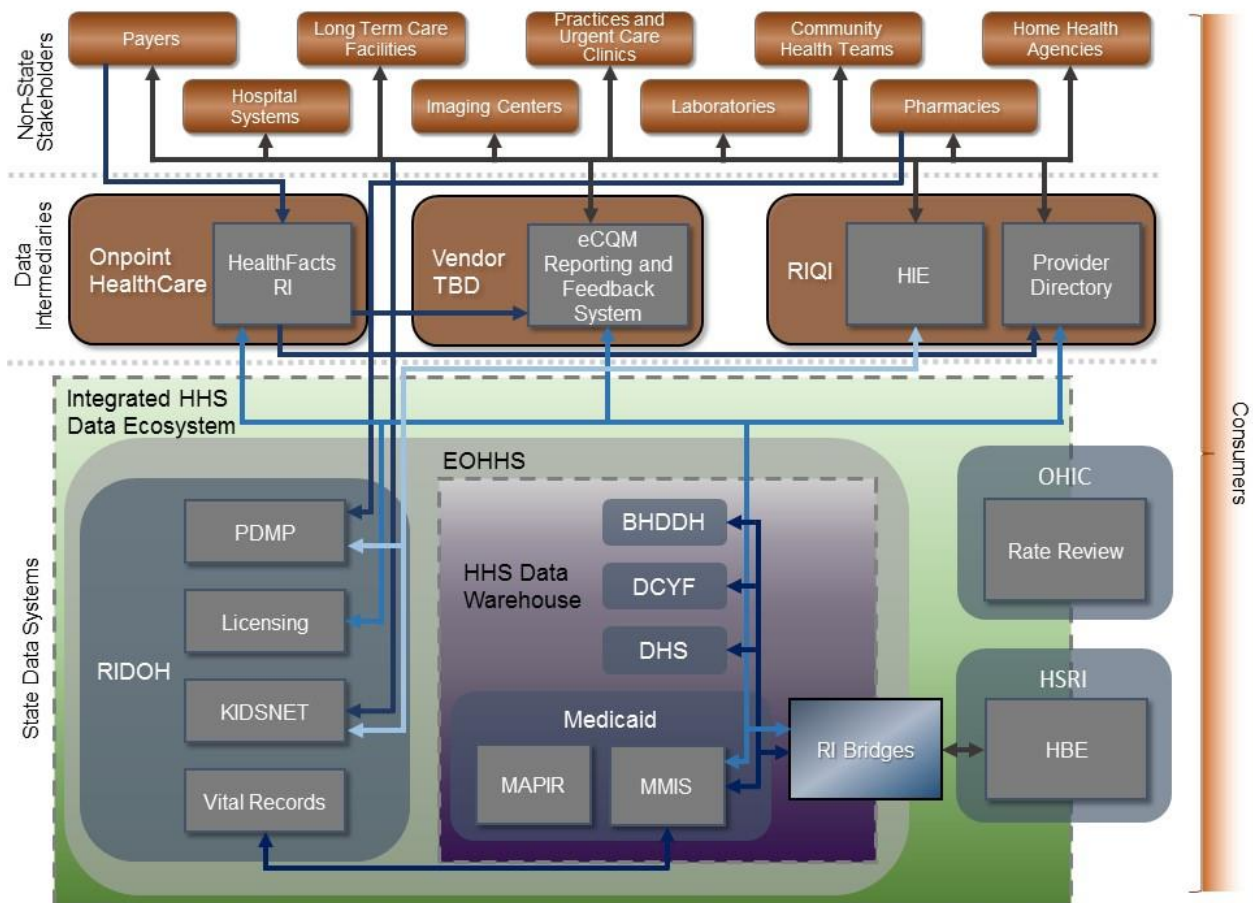 Non-State
Stakeholders
Payers
Long Term Care
Facilities
Practices and
Urgent Care
Clinics
Community
Health Teams
Home Health
Agencies
Hospital
Systems
Imaging Centers
Laboratories
Pharmacies
Data
Intermediaries
Onpoint
HealthCare
HealthFacts
RI
Vendor
TBD
eCQM
Reporting and
Feedback
System
RIQI
HIE
Provider
Directory
State Data Systems
Integrated HHS
Data Ecosystem
EOHHS
RIDOH
PDMP
Licensing
KIDSNET
Vital Records
HHS Data
Warehouse
BHDDH
DCYF
DHS
Medicaid
MAPIR
MMIS
RI Bridges
OHIC
Rate Review
HSRI
HBE
Consumers